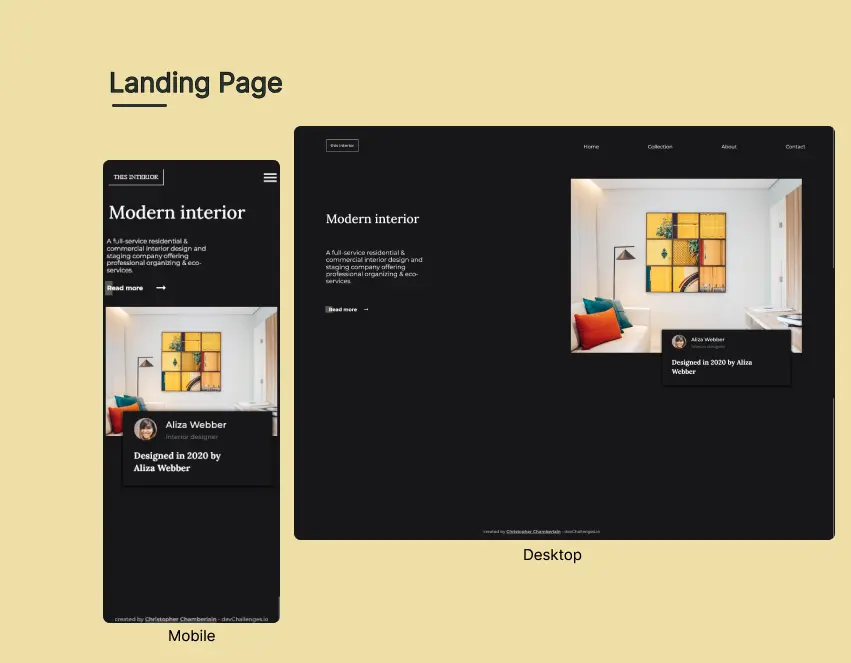 Landing Page
THIS INTERIOR
Modern interior
A full-service residential &
commercial interior design and
staging company offering
professional organizing & eco-
services.
Read more
Aliza Webber
Interior designer
Designed in 2020 by
Aliza Webber
created by Christopher Chamberlain - devChallenges.io
Mobile
This Interior
Home Collection About Contact
Modern interior
A full-service residential &
commercial interior design and
staging company offering
professional organizing & eco-
services.
Read more
Aliza Webber
Interior designer
Designed in 2020 by Aliza
Webber
created by Christopher Chamberlain - devChallenges.io
Desktop